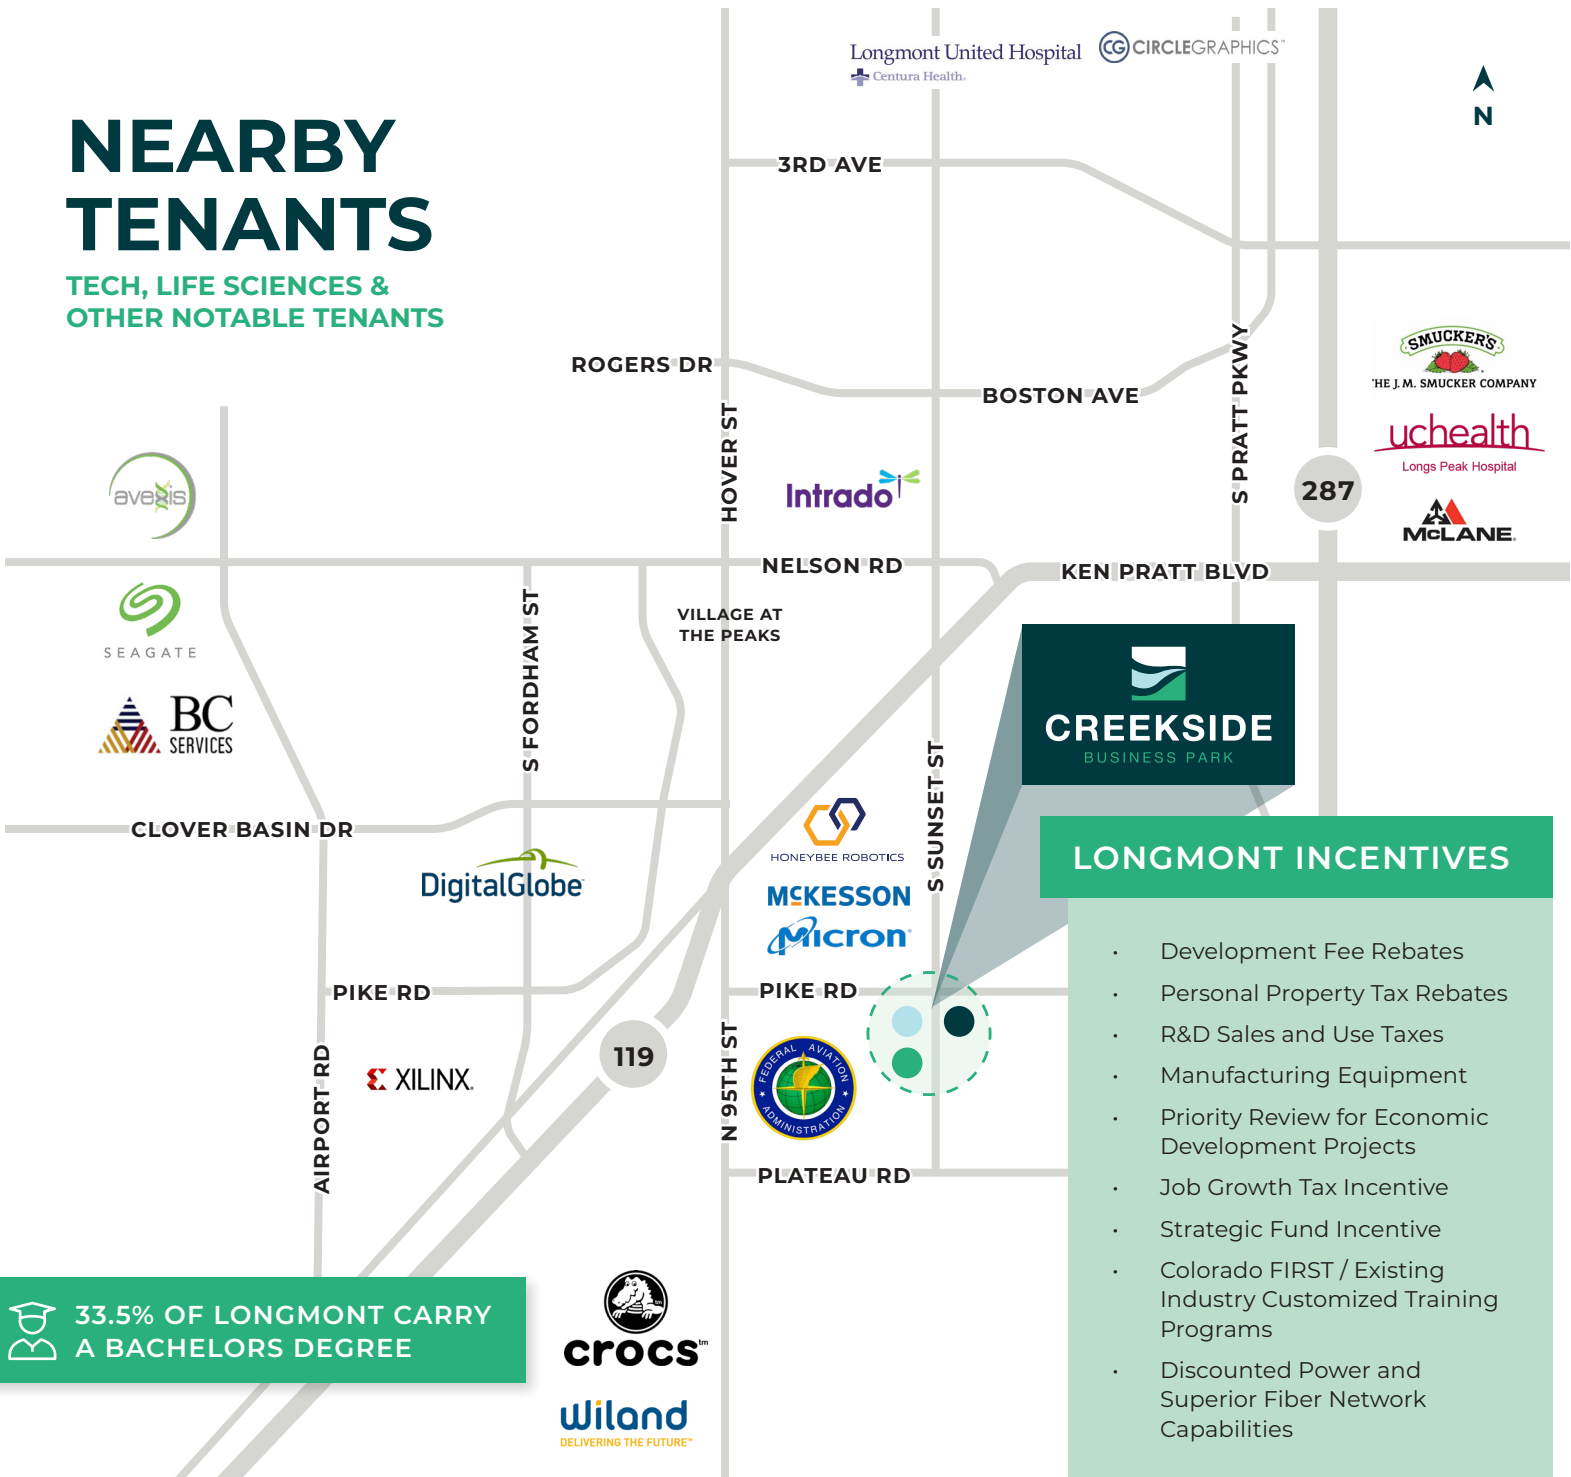 NEARBY
TENANTS
TECH, LIFE SCIENCES &
OTHER NOTABLE TENANTS
Longmont United Hospital
Centura Health®
CG CIRCLEGRAPHICS™
N
3RD AVE
ROGERS DR
BOSTON AVE
HOVER ST
S PRATT PKWY
SMUCKER'S
HE J. M. SMUCKER COMPANY
uchealth
Longs Peak Hospital
287
McLANE®
avexis
Intrado
NELSON RD
KEN PRATT BLVD
VILLAGE AT
THE PEAKS
SEAGATE
S FORDHAM ST
BC
SERVICES
CREEKSIDE
BUSINESS PARK
S SUNSET ST
CLOVER BASIN DR
HONEYBEE ROBOTICS
DigitalGlobe
MCKESSON
Micron®
PIKE RD
PIKE RD
119
N 95TH ST
FEDERAL AVIATION
ADMINISTRATION
XILINX®
AIRPORT RD
PLATEAU RD
LONGMONT INCENTIVES
· Development Fee Rebates
· Personal Property Tax Rebates
· R&D Sales and Use Taxes
· Manufacturing Equipment
· Priority Review for Economic
Development Projects
· Job Growth Tax Incentive
· Strategic Fund Incentive
· Colorado FIRST / Existing
Industry Customized Training
Programs
· Discounted Power and
Superior Fiber Network
Capabilities
33.5% OF LONGMONT CARRY
A BACHELORS DEGREE
crocs™
Wiland
DELIVERING THE FUTURE™